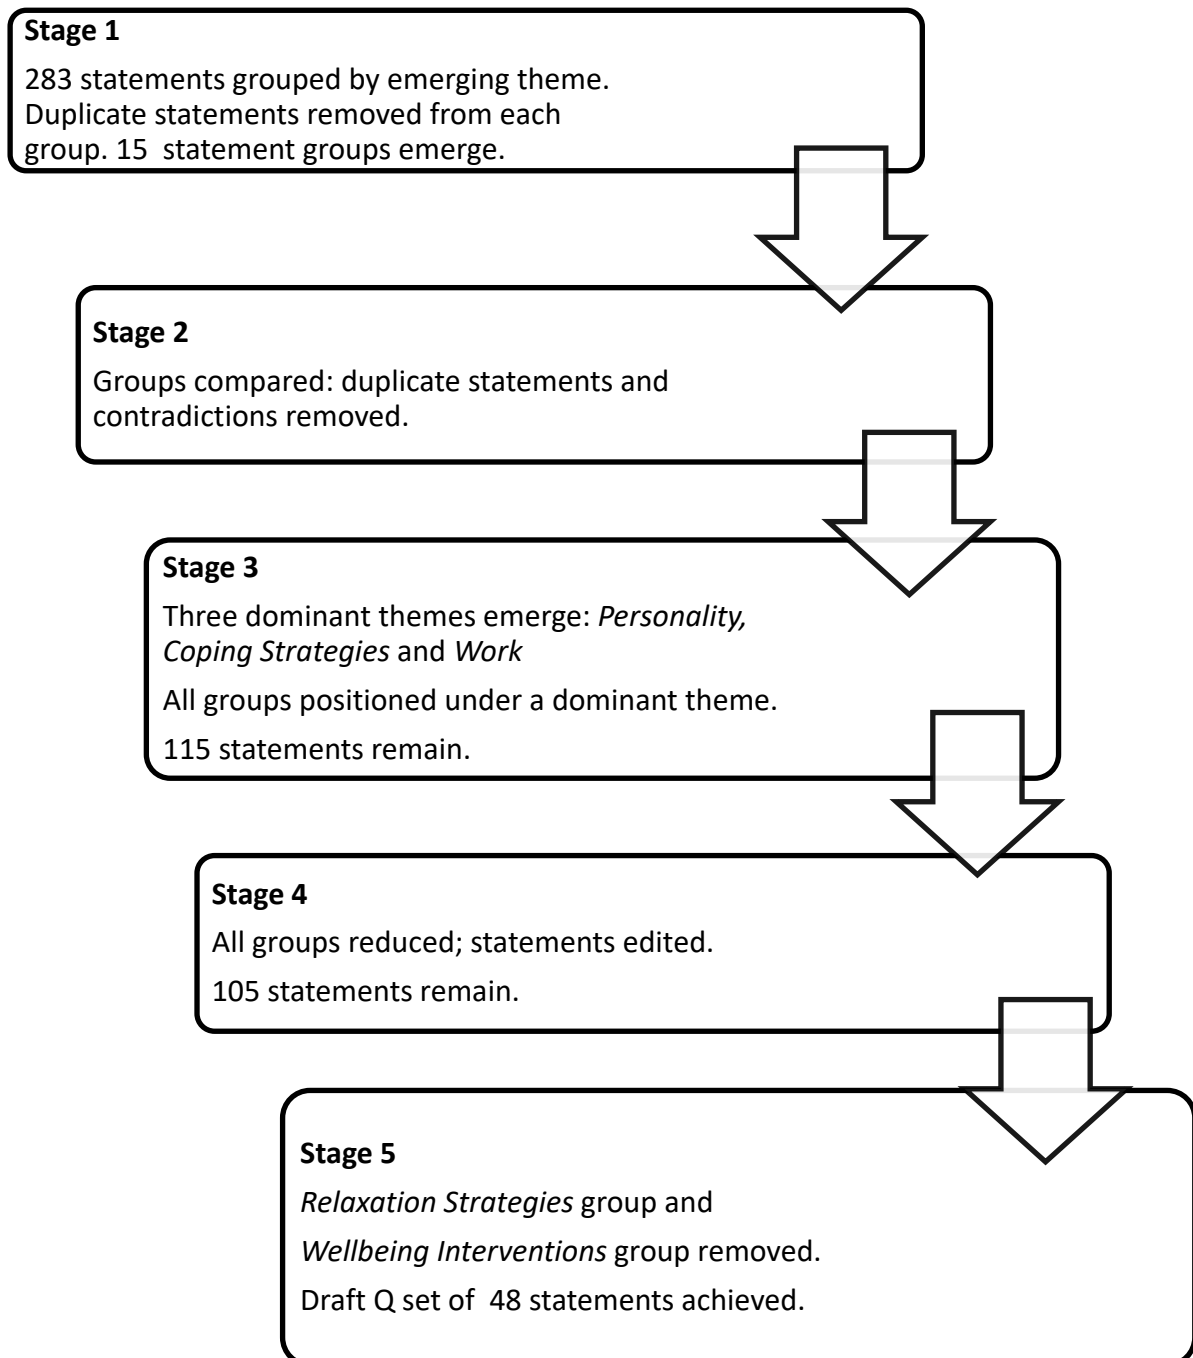 Stage 1
283 statements grouped by emerging theme.
Duplicate statements removed from each
group. 15  statement groups emerge.
Stage 2
Groups compared: duplicate statements and
contradictions removed.
Stage 3
Three dominant themes emerge: Personality,
Coping Strategies and Work
All groups positioned under a dominant theme.
115 statements remain.
Stage 4
All groups reduced; statements edited.
105 statements remain.
Stage 5
Relaxation Strategies group and
Wellbeing Interventions group removed.
Draft Q set of  48 statements achieved.